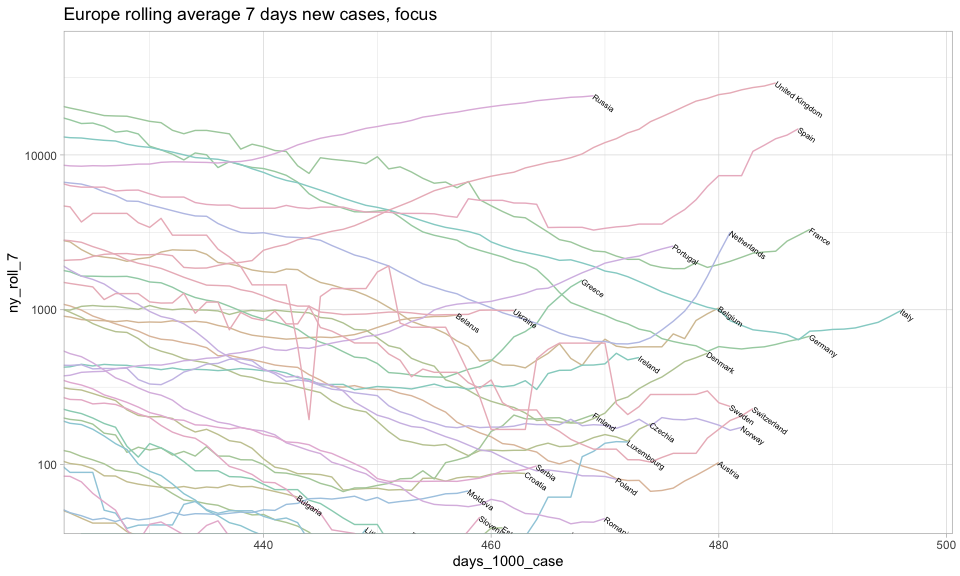 Europe rolling average 7 days new cases, focus
ny_roll_7
10000
1000
100
United Kingdom
Russia
Spain
Netherlands
France
Portugal
Greece
Belarus
Ukraine
Belgium
Italy
Germany
Ireland
Denmark
Finland
Czechia
Luxembourg
Sweden
Switzerland
Norway
Serbia
Croatia
Poland
Austria
Bulgaria
Moldova
440
460
480
500
days_1000_case